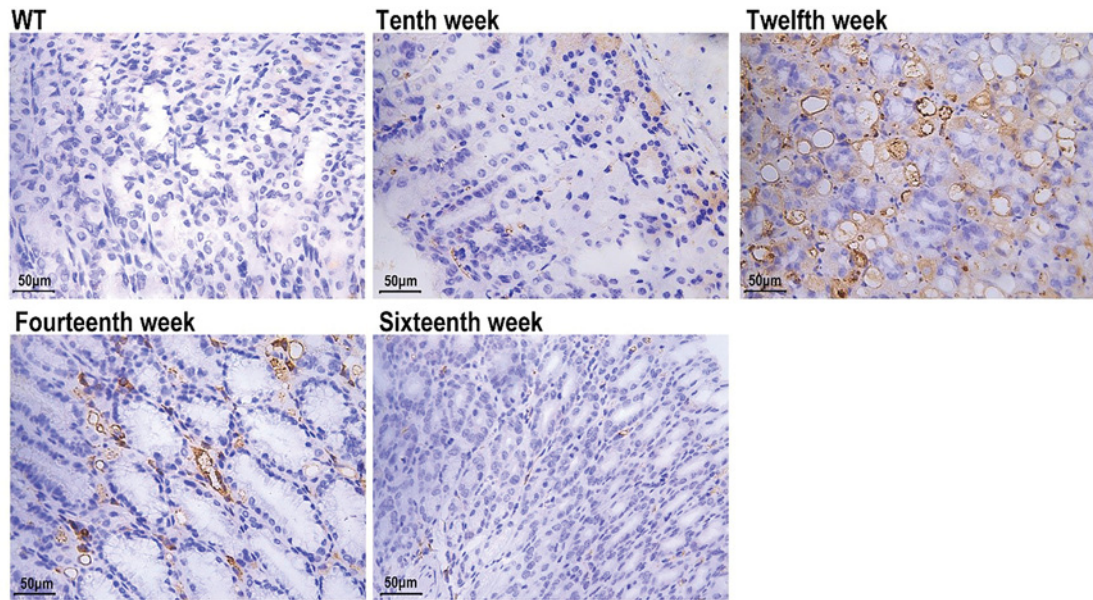 WT
Tenth week
Twelfth week
50μm
50μm
50μm
Fourteenth week
Sixteenth week
50μm
50μm